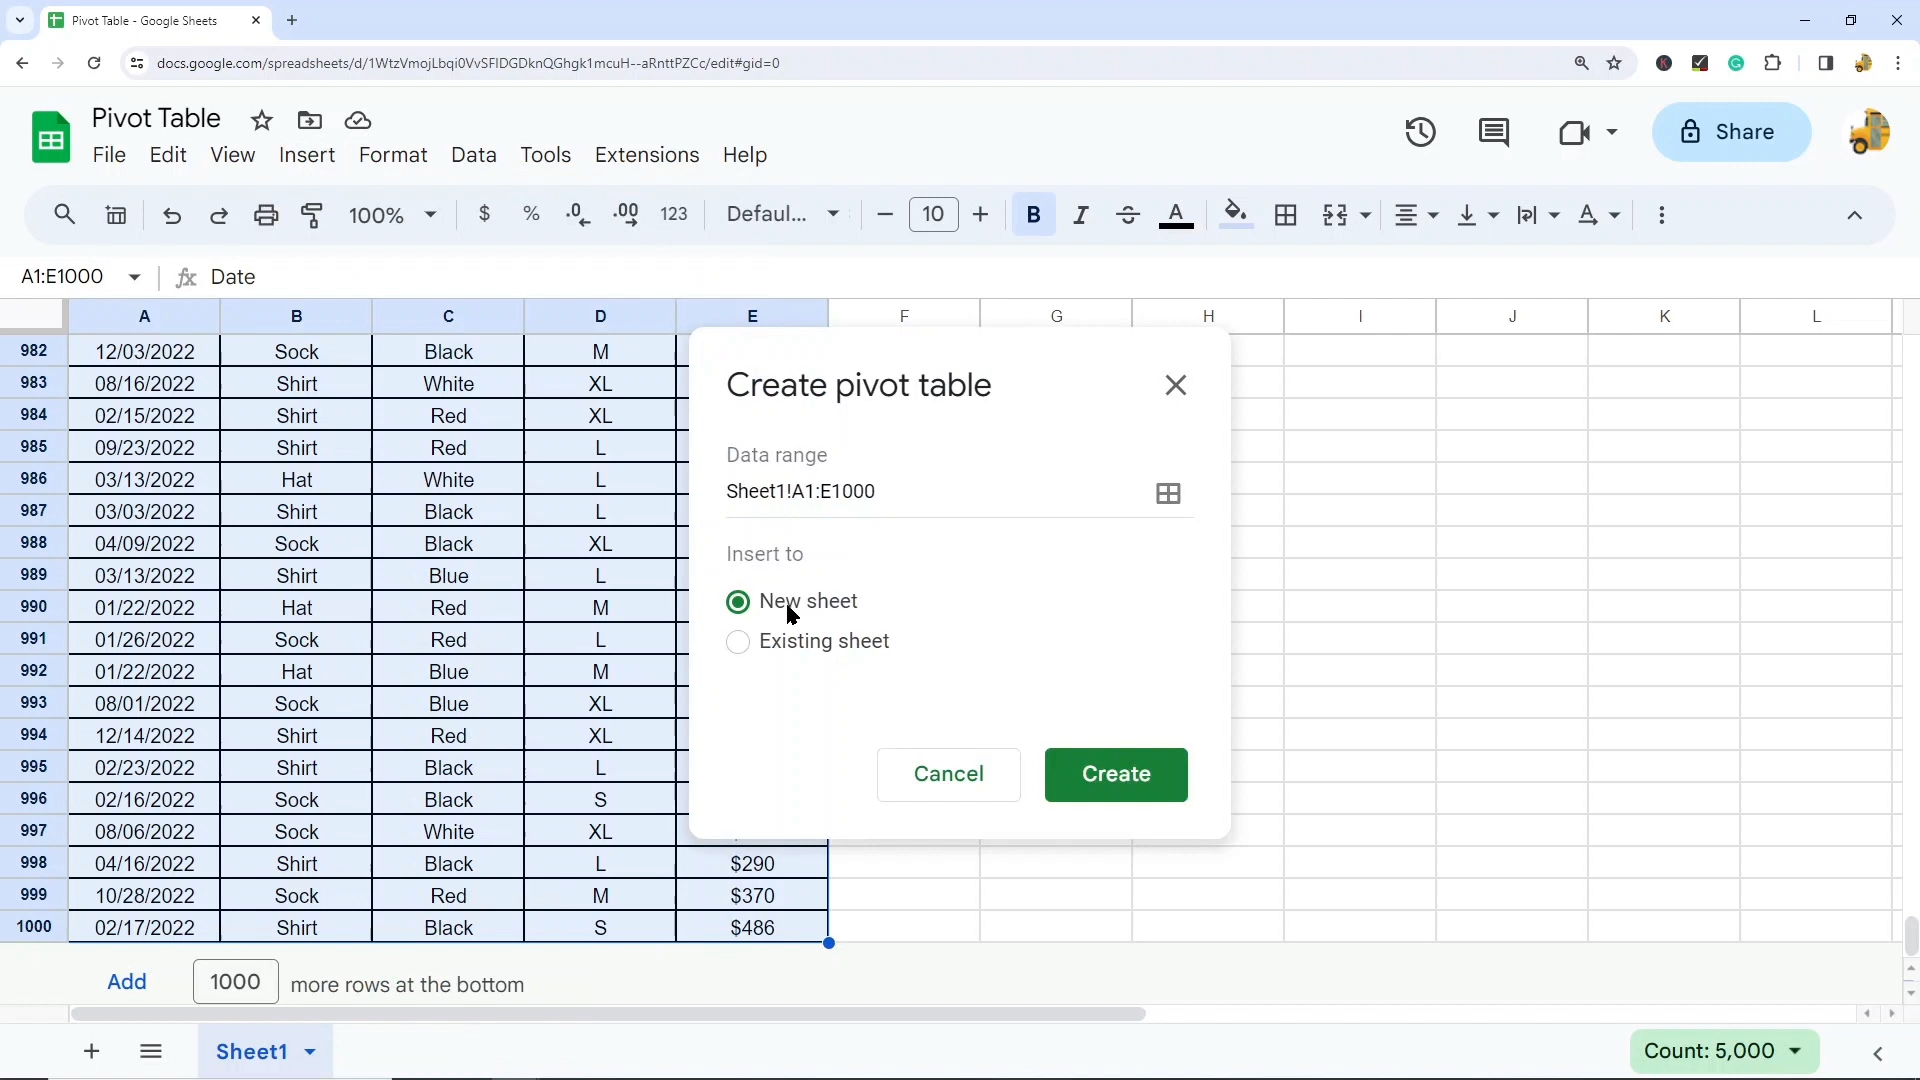 Pivot Table - Google Sheets
docs.google.com/spreadsheets/d/1WtzVmojLbqi0VvSFIDGDknQGhgk1mcuH--aRnttPZCc/edit#gid=0
Pivot Table
Share
File Edit View Insert Format Data Tools Extensions Help
100% $ % .0 .00 123 Defaul... 10 B I S A A
A1:E1000 fx Date
A B C D E F G H I J K L
982 12/03/2022 Sock Black M
983 08/16/2022 Shirt White XL
984 02/15/2022 Shirt Red XL
985 09/23/2022 Shirt Red L
986 03/13/2022 Hat White L
987 03/03/2022 Shirt Black L
988 04/09/2022 Sock Black XL
989 03/13/2022 Shirt Blue L
990 01/22/2022 Hat Red M
991 01/26/2022 Sock Red L
992 01/22/2022 Hat Blue M
993 08/01/2022 Sock Blue XL
994 12/14/2022 Shirt Red XL
995 02/23/2022 Shirt Black L
996 02/16/2022 Sock Black S
997 08/06/2022 Sock White XL
998 04/16/2022 Shirt Black L $290
999 10/28/2022 Sock Red M $370
1000 02/17/2022 Shirt Black S $486
Create pivot table
Data range
Sheet1!A1:E1000
Insert to
New sheet
Existing sheet
Cancel Create
Add 1000 more rows at the bottom
Sheet1 Count: 5,000